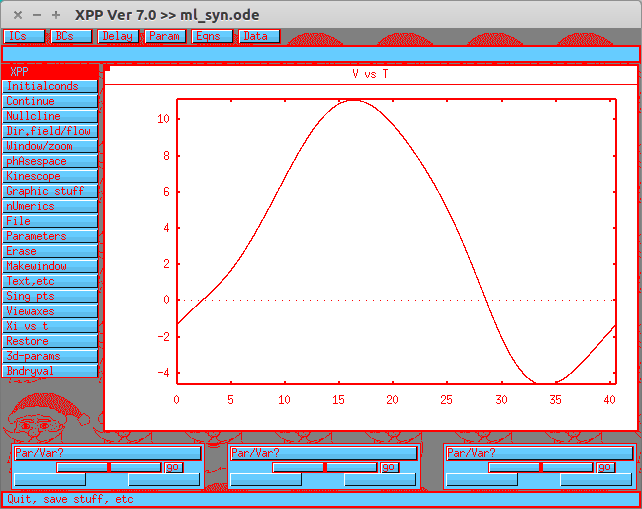 XPP Ver 7.0 >> ml_syn.ode
ICs BCs Delay Param Eqns Data
XPP
V vs T
Initialconds
Continue
Nullcline
Dir.field/flow
Window/zoom
phAsespace
Kinescope
Graphic stuff
nUmerics
File
Parameters
Erase
Makewindow
Text,etc
Sing pts
Viewaxes
Xi vs t
Restore
3d-params
Bndryval
10
8
6
4
2
0
-2
-4
0 5 10 15 20 25 30 35 40
Par/Var? Par/Var? Par/Var?
go go go
Quit, save stuff, etc